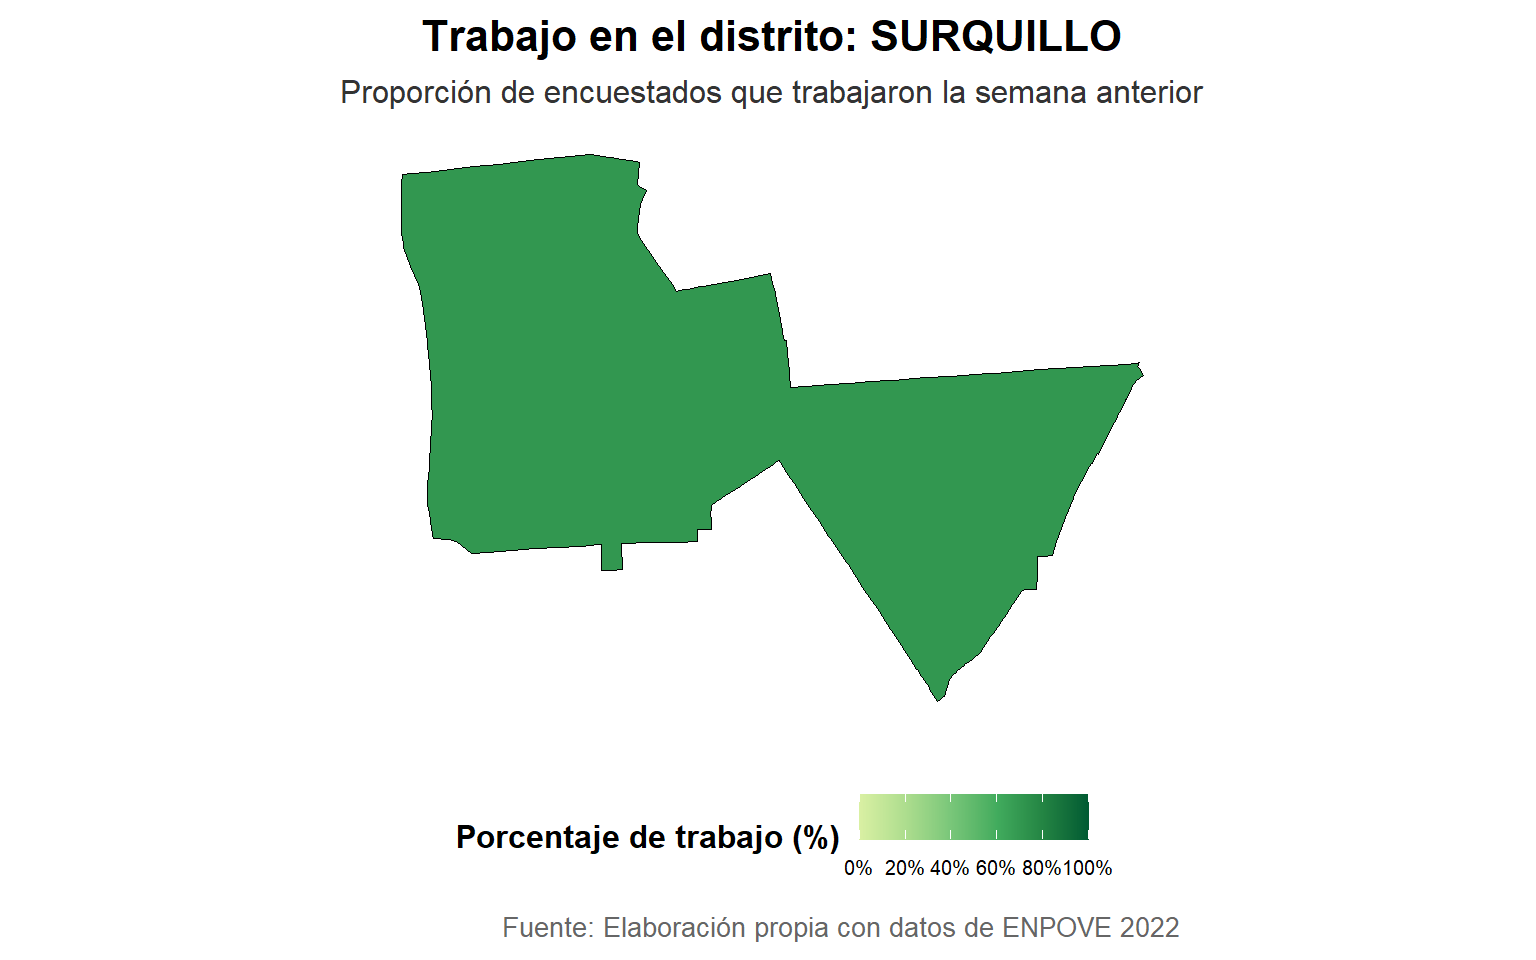 Trabajo en el distrito: SURQUILLO
Proporción de encuestados que trabajaron la semana anterior
Porcentaje de trabajo (%)
0% 20% 40% 60% 80% 100%
Fuente: Elaboración propia con datos de ENPOVE 2022